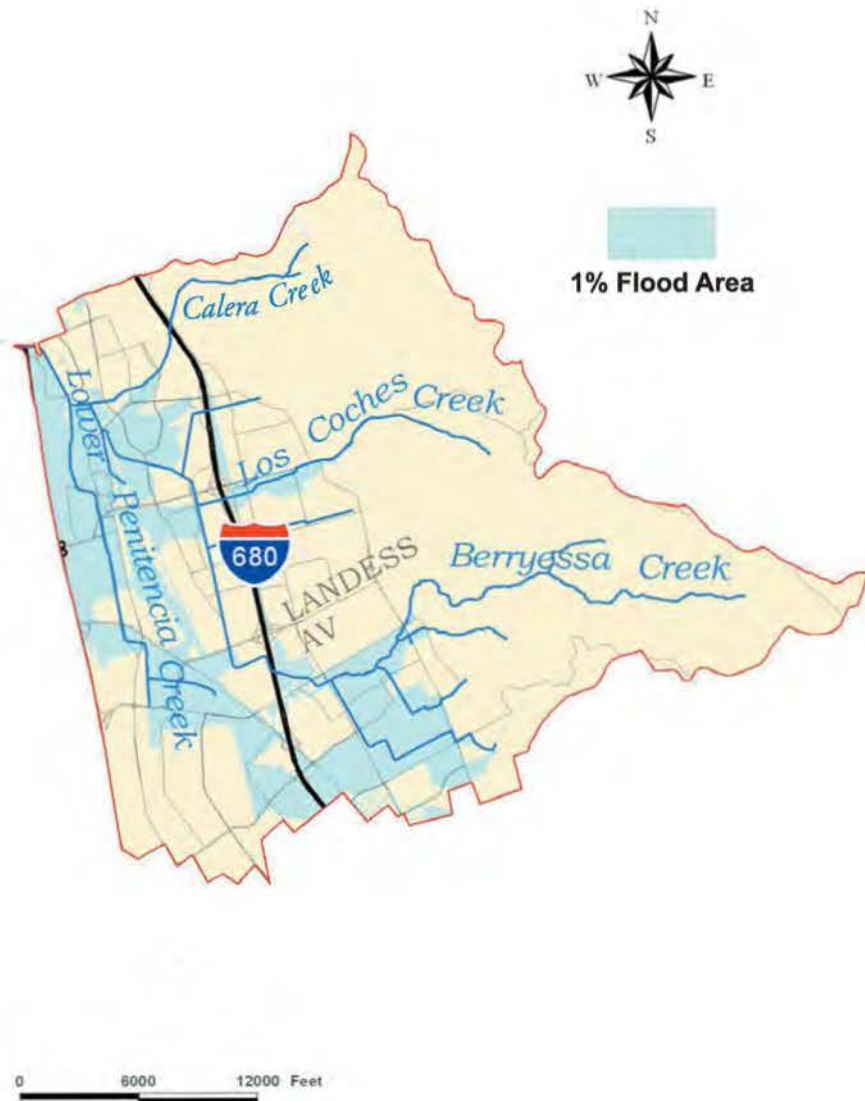 N
W E
S
1% Flood Area
Calera Creek
Los Coches Creek
Lower Penitencia Creek
680
LANDESS
AV
Berryessa Creek
0 6000 12000 Feet